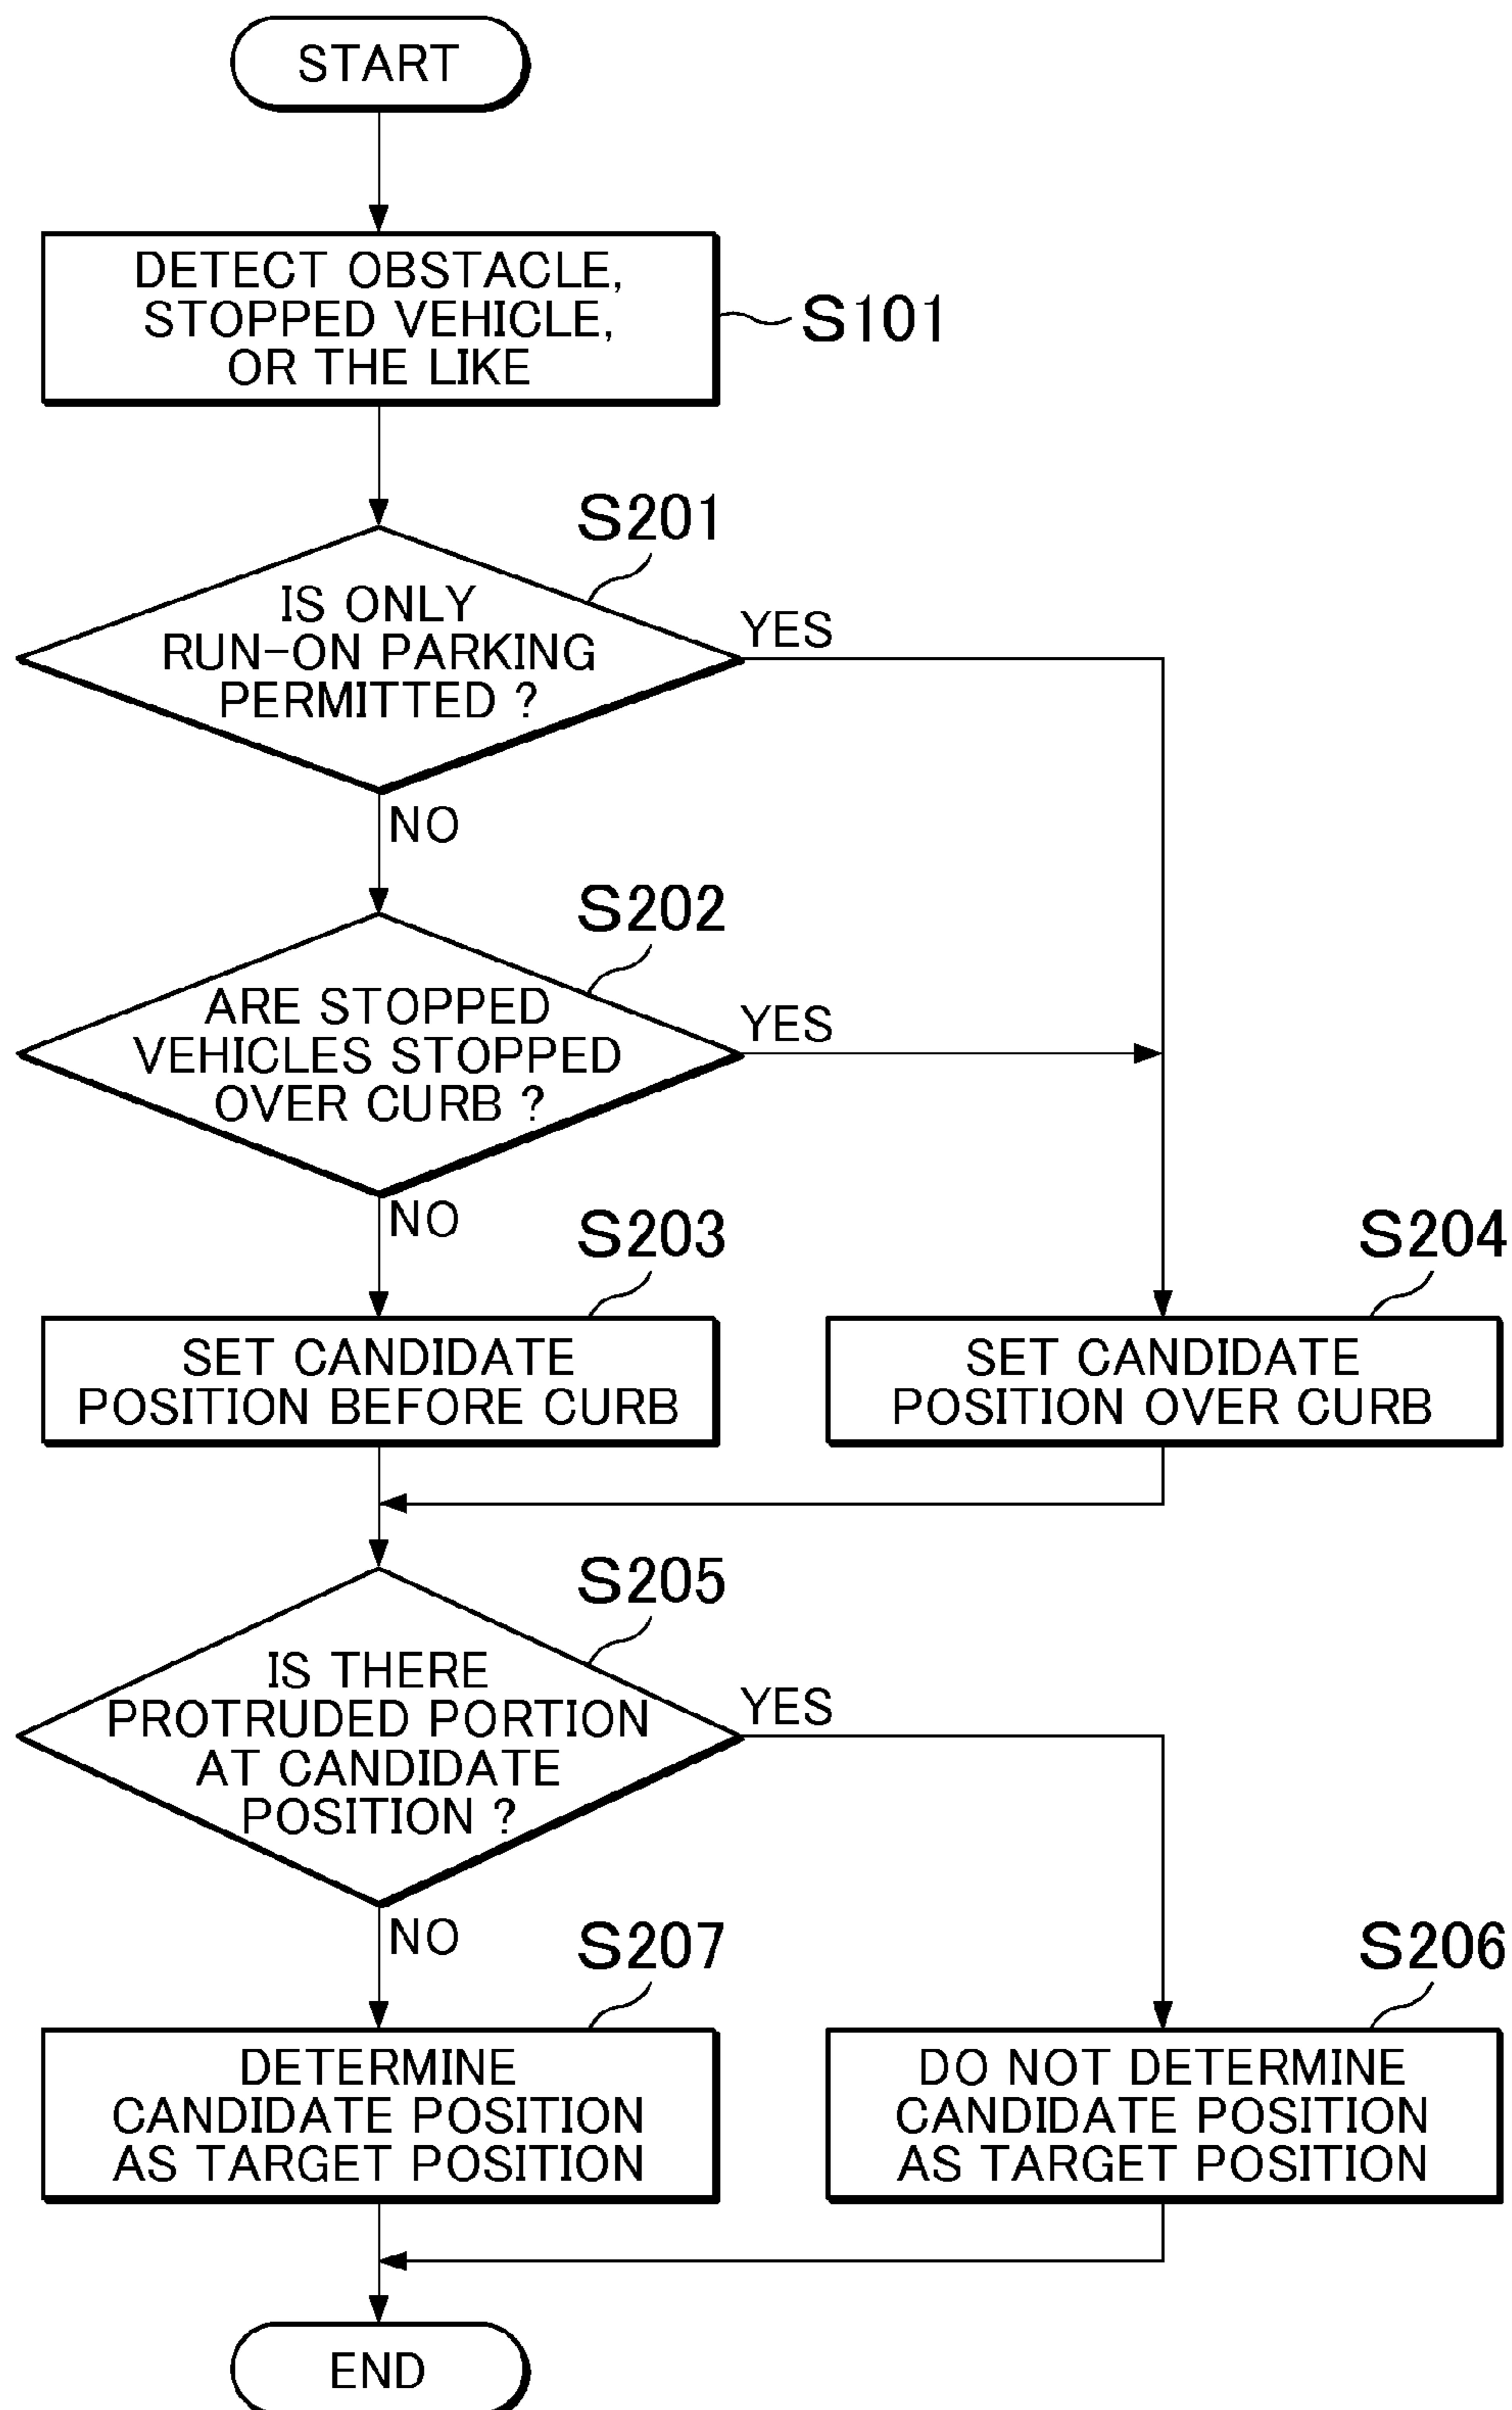 START
DETECT OBSTACLE,
STOPPED VEHICLE,
OR THE LIKE
S101
S201
IS ONLY
RUN-ON PARKING
PERMITTED ?
YES
NO
S202
ARE STOPPED
VEHICLES STOPPED
OVER CURB ?
YES
NO
S203
SET CANDIDATE
POSITION BEFORE CURB
S204
SET CANDIDATE
POSITION OVER CURB
S205
IS THERE
PROTRUDED PORTION
AT CANDIDATE
POSITION ?
YES
NO
S207
DETERMINE
CANDIDATE POSITION
AS TARGET POSITION
S206
DO NOT DETERMINE
CANDIDATE POSITION
AS TARGET POSITION
END